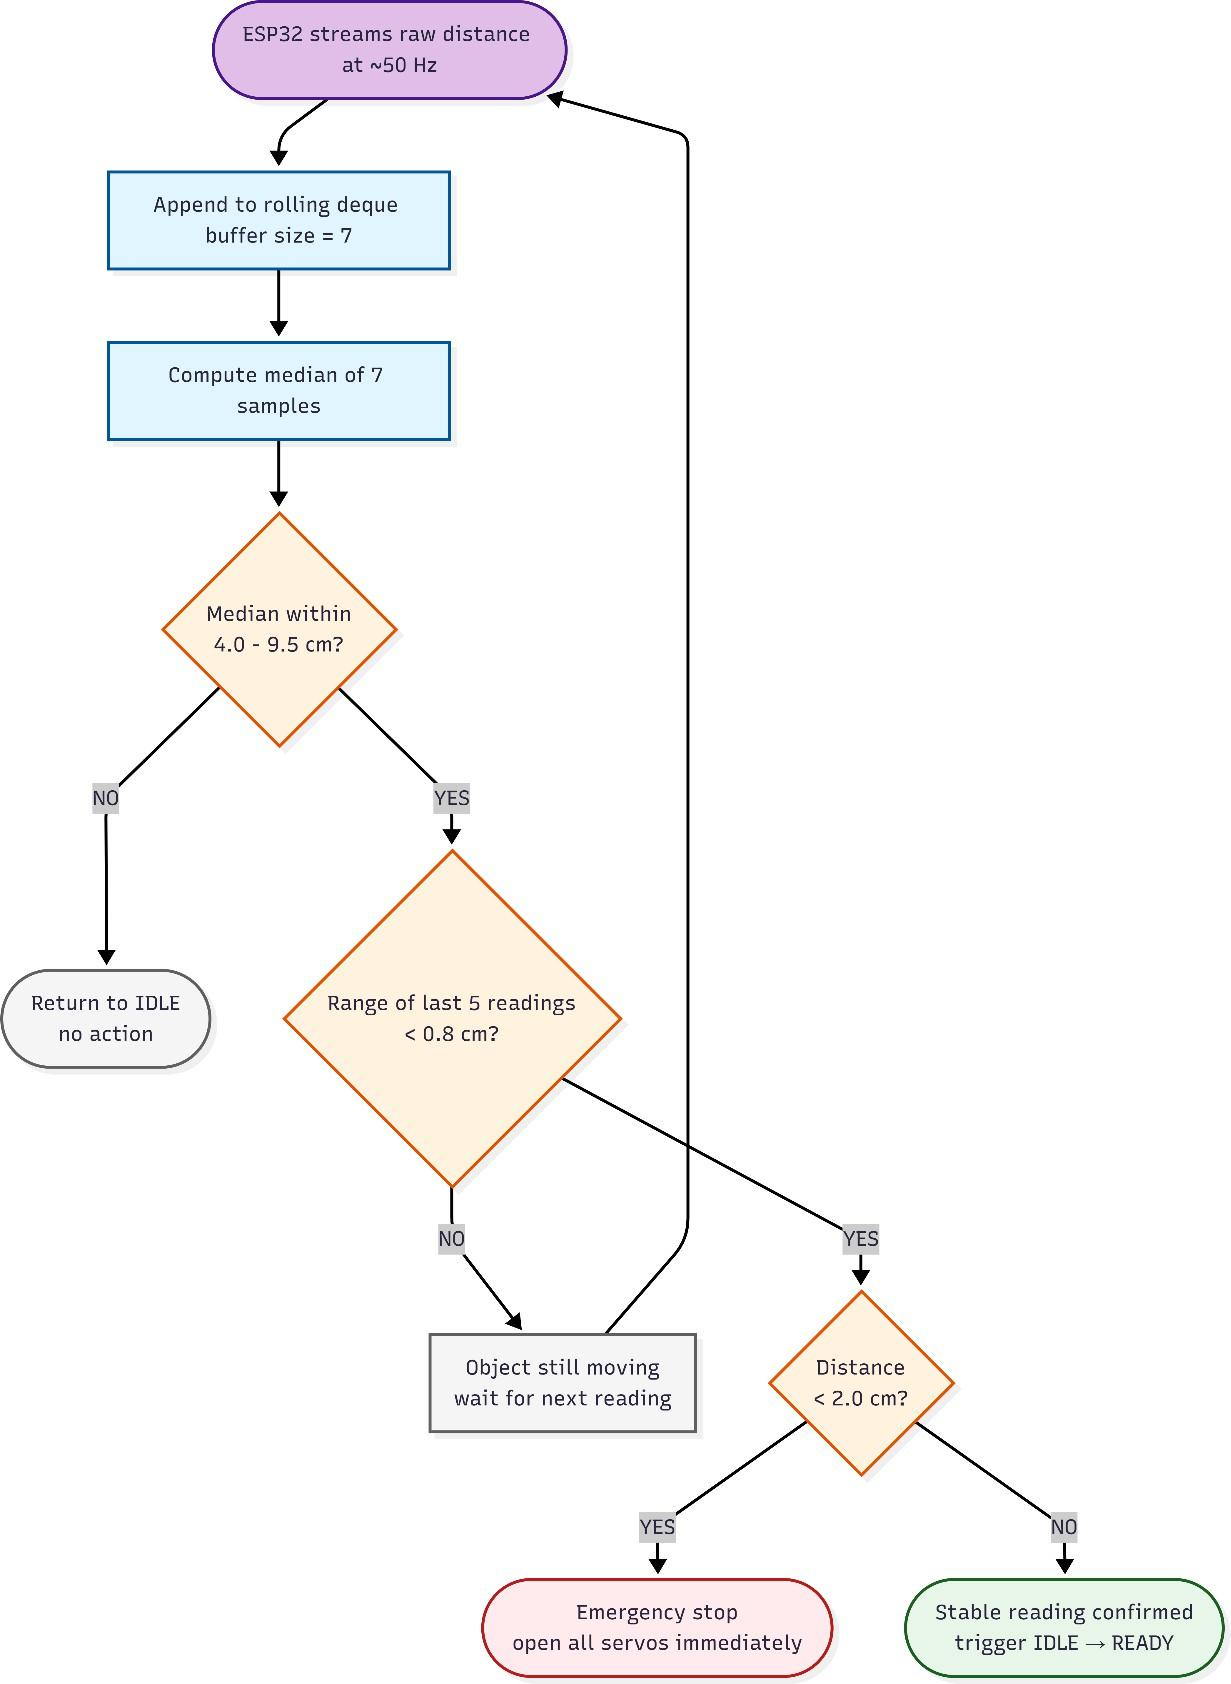 ESP32 streams raw distance
at ~50 Hz
Append to rolling deque
buffer size = 7
Compute median of 7
samples
Median within
4.0 - 9.5 cm?
NO
YES
Return to IDLE
no action
Range of last 5 readings
< 0.8 cm?
NO
YES
Object still moving
wait for next reading
Distance
< 2.0 cm?
YES
NO
Emergency stop
open all servos immediately
Stable reading confirmed
trigger IDLE → READY